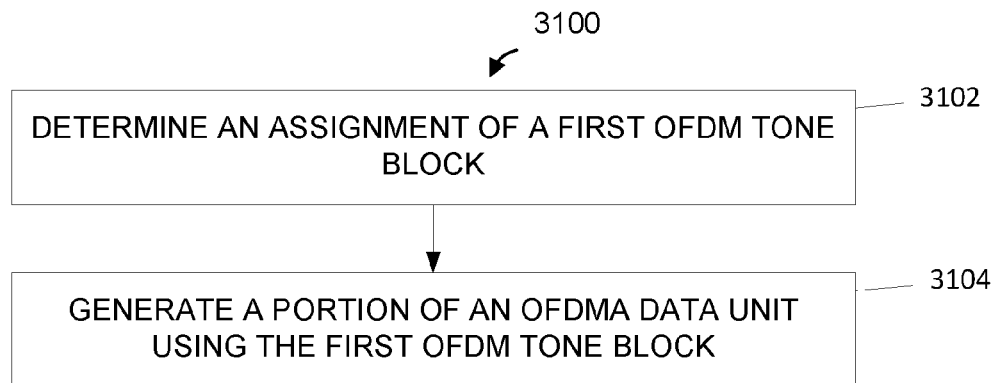 3100
3102
DETERMINE AN ASSIGNMENT OF A FIRST OFDM TONE
BLOCK
3104
GENERATE A PORTION OF AN OFDMA DATA UNIT
USING THE FIRST OFDM TONE BLOCK